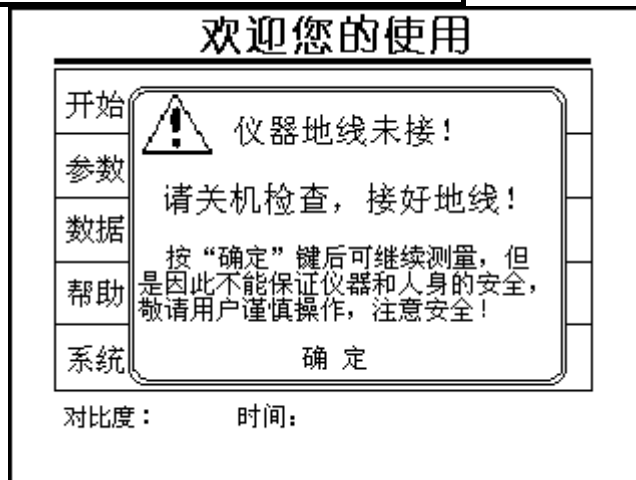 欢迎您的使用
开始
仪器地线未接!
参数
请关机检查，接好地线!
数据
按“确定”键后可继续测量，但
是因此不能保证仪器和人身的安全，
帮助
敬请用户谨慎操作，注意安全!
系统
确 定
对比度： 时间：